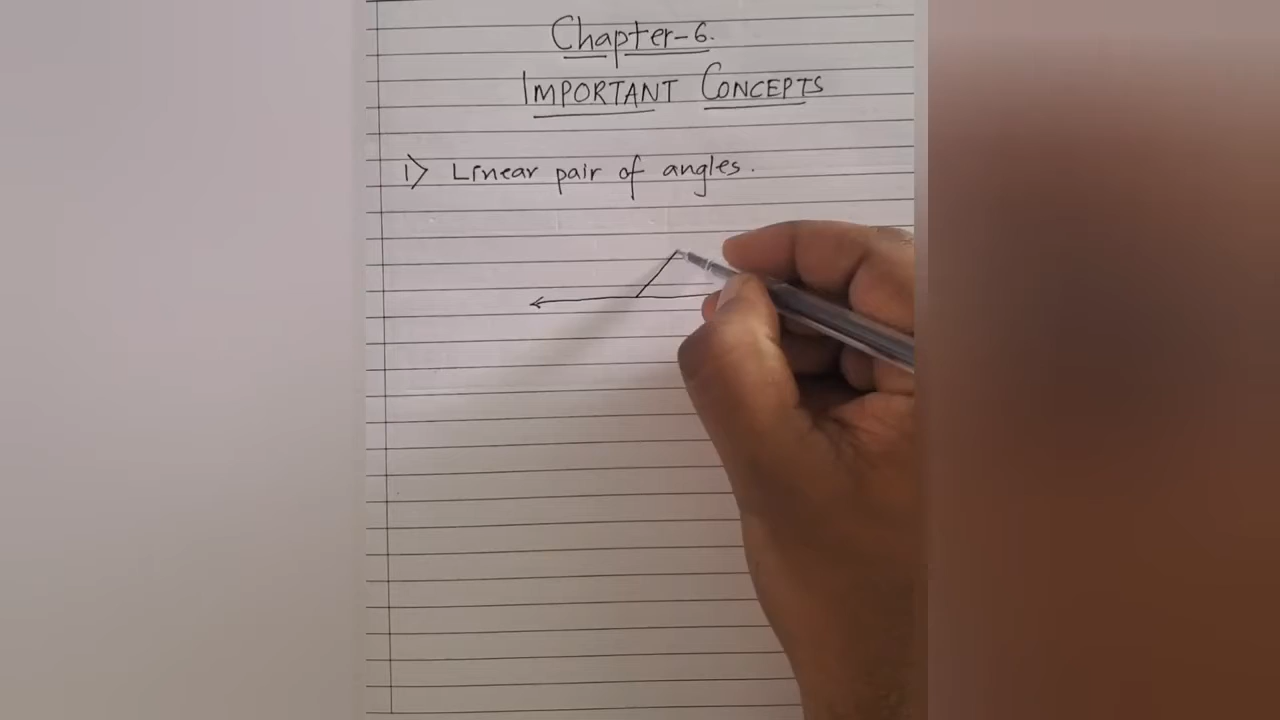 Chapter-6.
IMPORTANT CONCEPTS
1> Linear pair of angles.